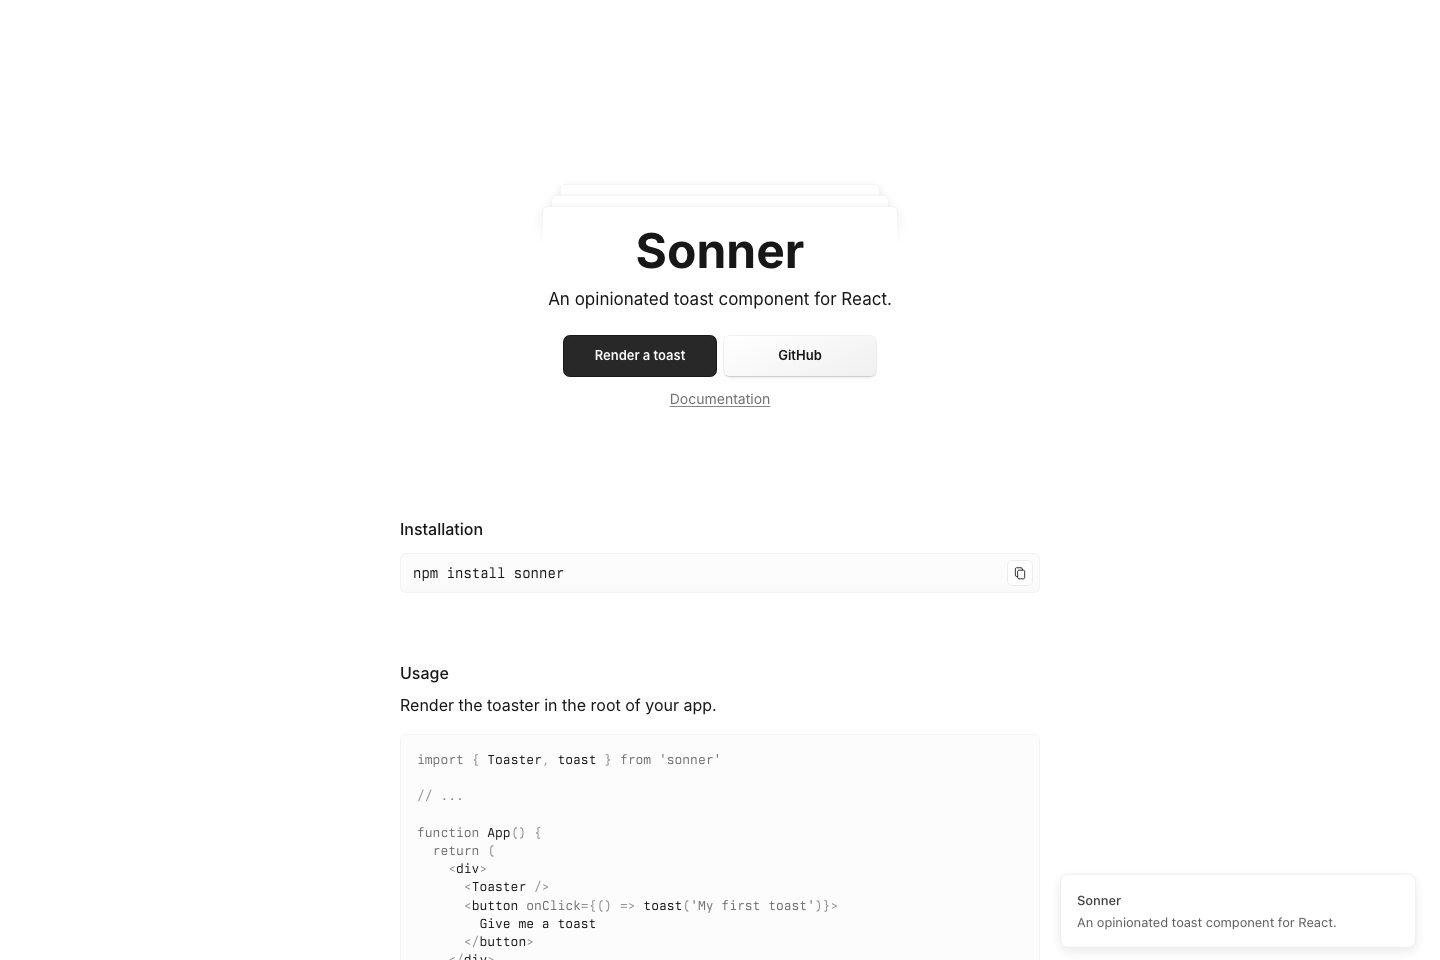 Sonner
An opinionated toast component for React.
Render a toast
GitHub
Documentation
Installation
npm install sonner
Usage
Render the toaster in the root of your app.
import { Toaster, toast } from 'sonner'
// ...
function App() {
  return (
    <div>
      <Toaster />
      <button onClick={() => toast('My first toast')}>
        Give me a toast
      </button>
    </div>
Sonner
An opinionated toast component for React.